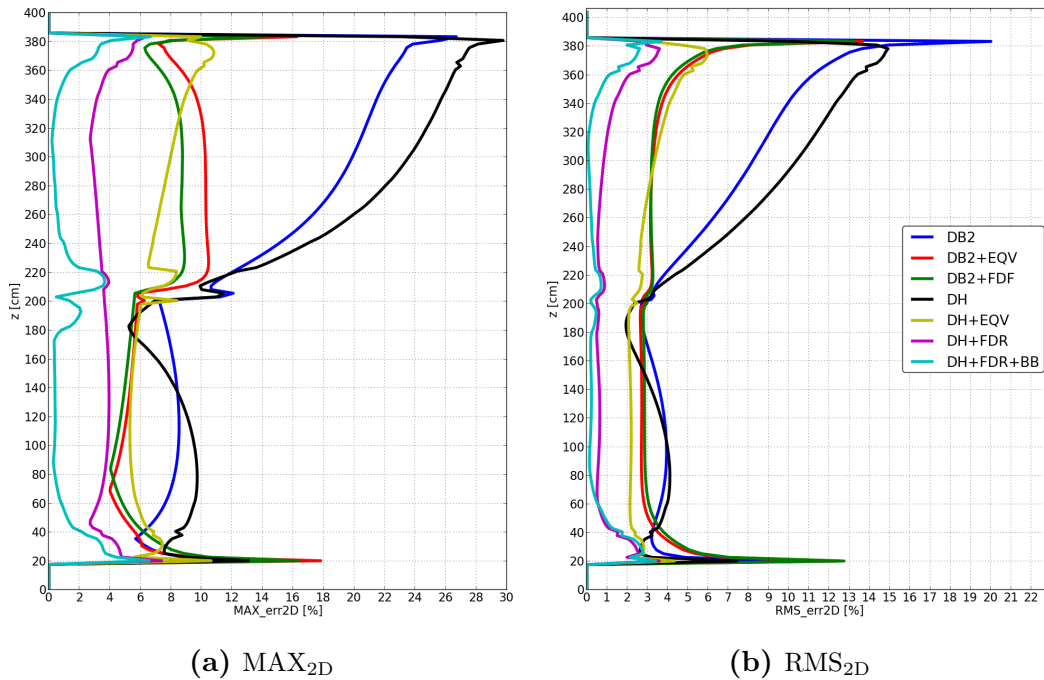 400
380
360
340
320
300
280
260
240
220
200
180
160
140
120
100
80
60
40
20
0
z [cm]
0 2 4 6 8 10 12 14 16 18 20 22 24 26 28 30
MAX_err2D [%]
(a) MAX2D
400
380
360
340
320
300
280
260
240
220
200
180
160
140
120
100
80
60
40
20
0
z [cm]
0 1 2 3 4 5 6 7 8 9 10 11 12 13 14 15 16 17 18 19 20 21 22
RMS_err2D [%]
DB2
DB2+EQV
DB2+FDF
DH
DH+EQV
DH+FDR
DH+FDR+BB
(b) RMS2D